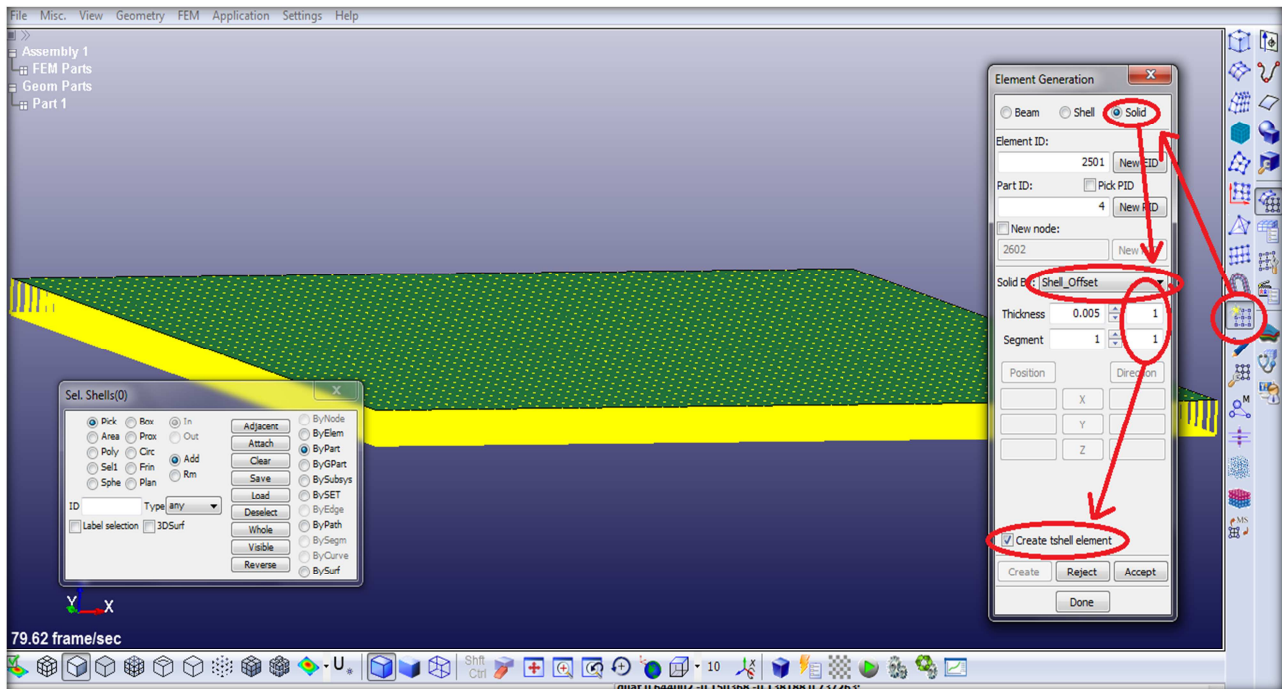 File Misc. View Geometry FEM Application Settings Help
Assembly 1
FEM Parts
Geom Parts
Part 1
Element Generation
Beam Shell Solid
Element ID:
2501 New EID
Part ID: Pick PID
4 New PID
New node:
2602 New
Solid By: Shell_Offset
Thickness 0.005 1
Segment 1 1
Position Direction
X
Y
Z
Create tshell element
Create Reject Accept
Done
Sel. Shells(0)
Pick Box In Adjacent ByNode
Area Prox Out Attach ByElem
Poly Circ Add Clear ByPart
Sel1 Frin Rm Save ByGPart
Sphe Plan Load BySubsys
ID Type any Deselect BySET
Label selection 3DSurf Whole ByEdge
Visible ByPath
Reverse BySegm
ByCurve
BySurf
M
MS
Y X
79.62 frame/sec
U
Shft
Ctrl
10